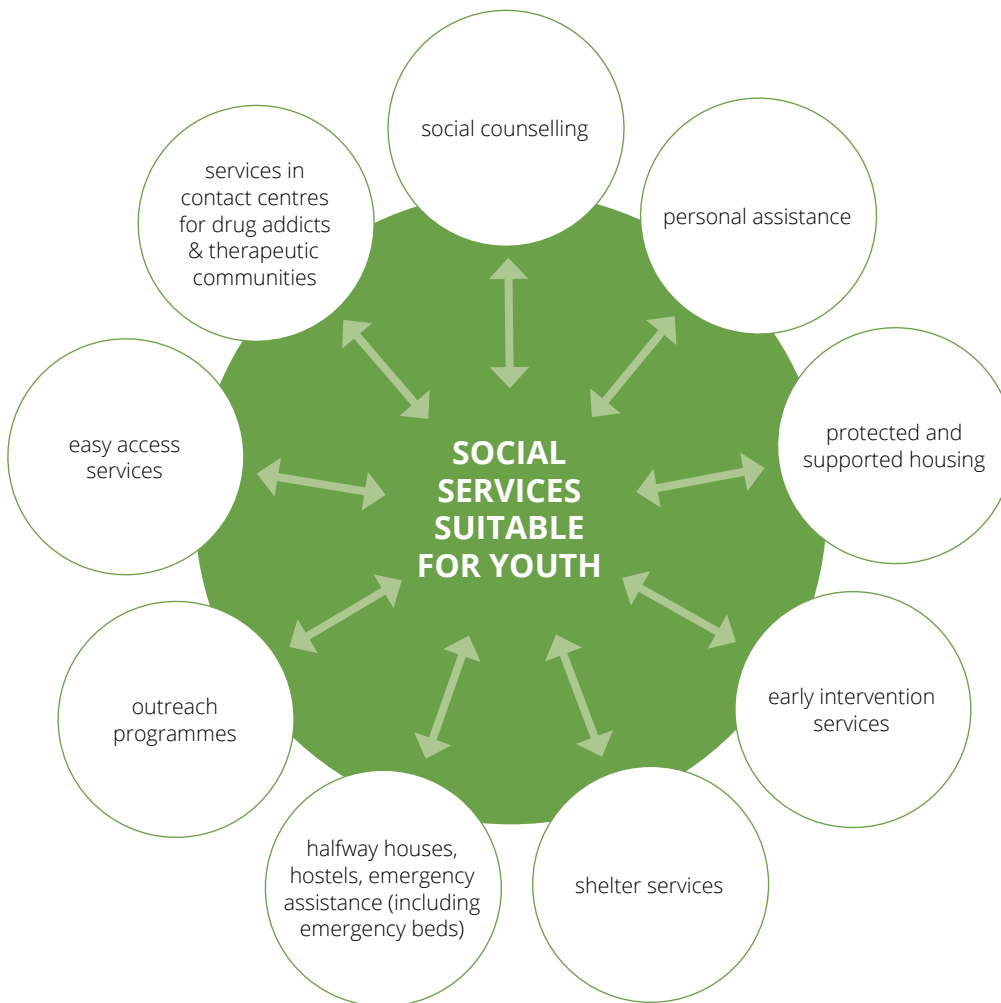 social counselling
personal assistance
protected and
supported housing
early intervention
services
shelter services
halfway houses,
hostels, emergency
assistance (including
emergency beds)
outreach
programmes
easy access
services
services in
contact centres
for drug addicts
& therapeutic
communities
SOCIAL
SERVICES
SUITABLE
FOR YOUTH